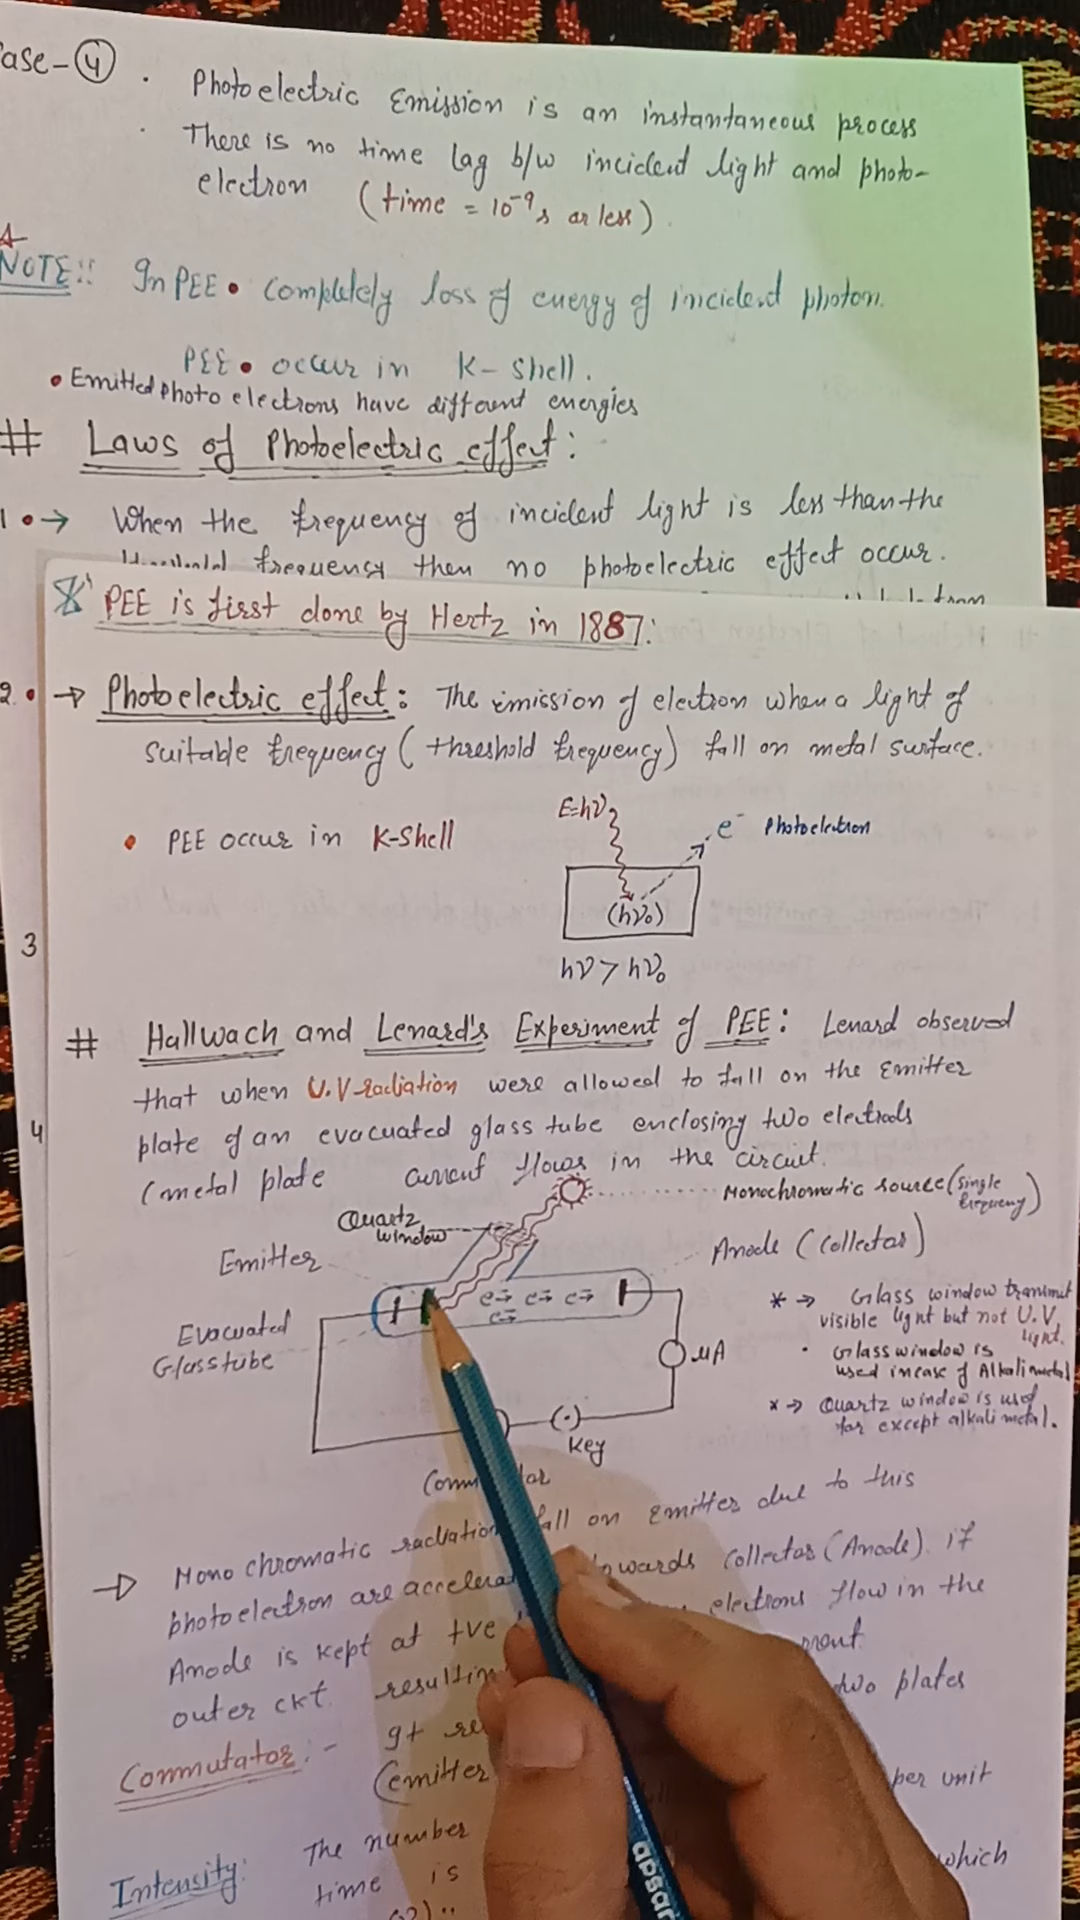 ase - 4
. Photoelectric Emission is an instantaneous process
. There is no time lag b/w incident light and photo-
electron (time = 10⁻⁹ s or less).
NOTE!! In PEE • completely loss of energy of incident photon.
PEE • occur in K-Shell.
• Emitted photo electrons have different energies
# Laws of Photoelectric effect:
1 •→ When the frequency of incident light is less than the
frequency then no photoelectric effect occur.
PEE is first done by Hertz in 1887:
2. • → Photoelectric effect: The emission of electron when a light of
suitable frequency (threshold frequency) fall on metal surface.
E=hν
e⁻ Photoelectron
• PEE occur in K-Shell
(hν₀)
3
hν > hν₀
# Hallwach and Lenard's Experiment of PEE: Lenard observed
that when U.V radiation were allowed to fall on the Emitter
4
plate of an evacuated glass tube enclosing two electrods
(metal plate current flows in the circuit.
Monochromatic source (single frequency)
Quartz window
Emitter
Anode (Collector)
e→ e→ e→
e→
Evacuated
Glass tube
μA
Key
* → Glass window transmit
visible light but not U.V
light.
. Glass window is
used incase of Alkali metal
* → Quartz window is used
for except alkali metal.
→ Mono chromatic radiation fall on emitter due to this
photoelectron are towards collector (Anode). if
Anode is kept at +ve electrons flow in the
outer ckt.
two plates
Commutator :-
(emitter
per unit
Intensity: The number
which
time is
apsara